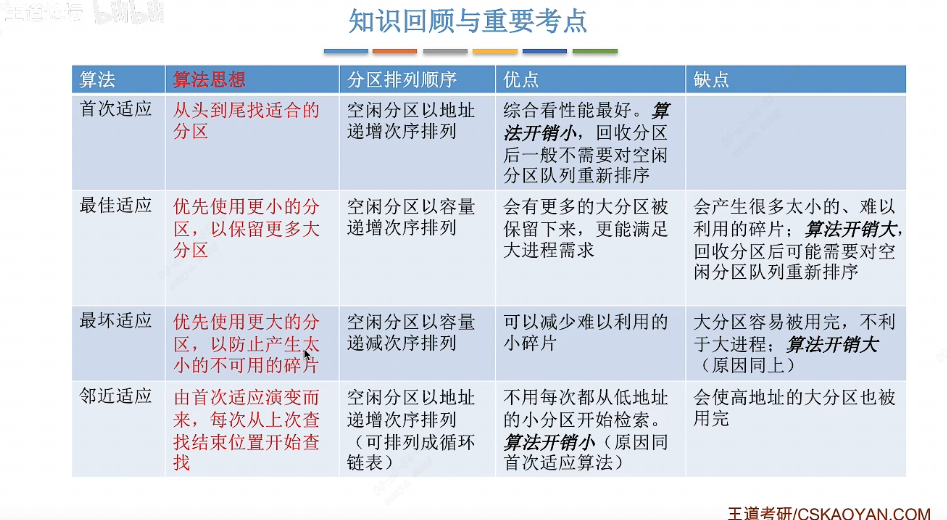 知识回顾与重要考点
算法 算法思想 分区排列顺序 优点 缺点
首次适应
从头到尾找适合的
分区
空闲分区以地址
递增次序排列
综合看性能最好。算
法开销小，回收分区
后一般不需要对空闲
分区队列重新排序
最佳适应
优先使用更小的分
区，以保留更多大
分区
空闲分区以容量
递增次序排列
会有更多的大分区被
保留下来，更能满足
大进程需求
会产生很多太小的、难以
利用的碎片；算法开销大，
回收分区后可能需要对空
闲分区队列重新排序
最坏适应
优先使用更大的分
区，以防止产生太
小的不可用的碎片
空闲分区以容量
递减次序排列
可以减少难以利用的
小碎片
大分区容易被用完，不利
于大进程；算法开销大
（原因同上）
邻近适应
由首次适应演变而
来，每次从上次查
找结束位置开始查
找
空闲分区以地址
递增次序排列
（可排列成循环
链表）
不用每次都从低地址
的小分区开始检索。
算法开销小（原因同
首次适应算法）
会使高地址的大分区也被
用完
王道考研/CSKAOYAN.COM